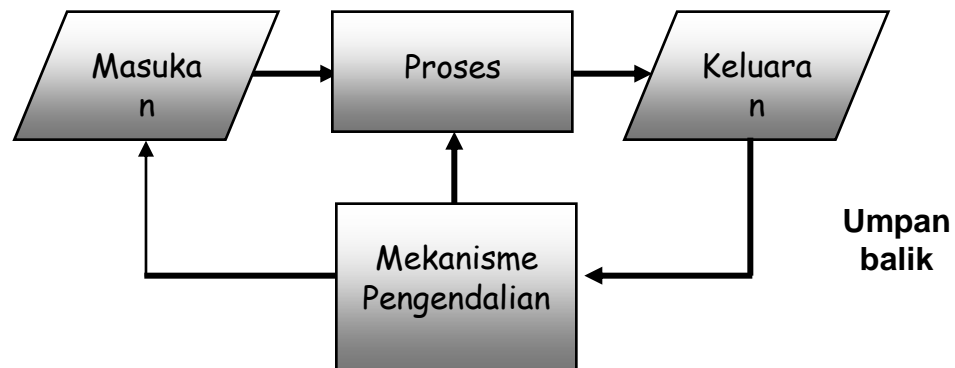 Masuka
n
Proses
Keluara
n
Umpan
balik
Mekanisme
Pengendalian